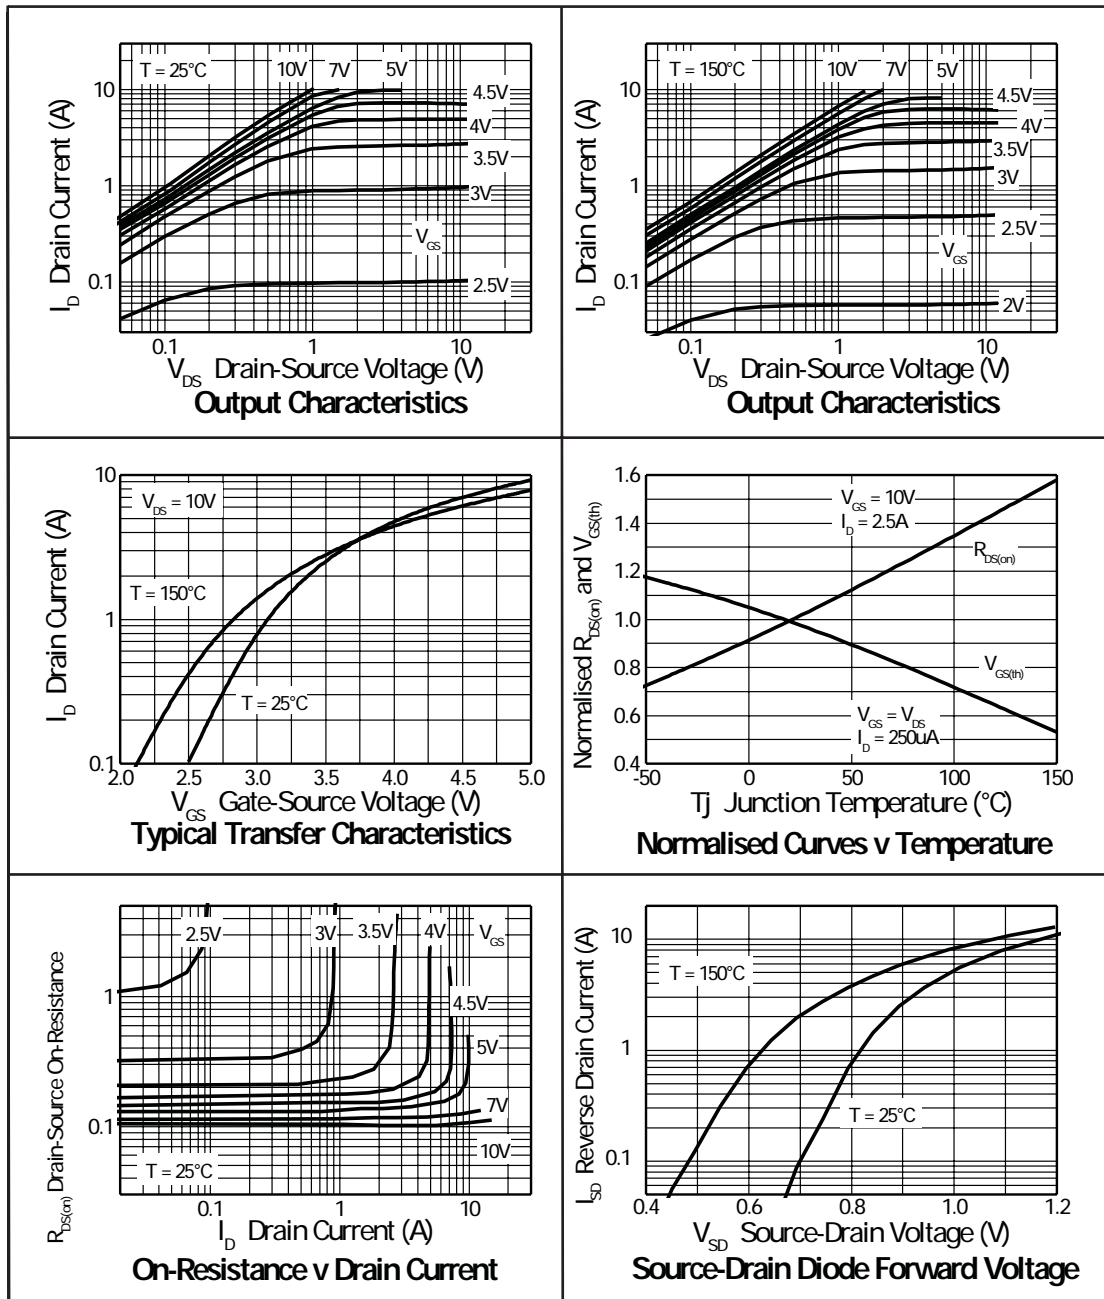 T = 25°C 10V 7V 5V
10
4.5V
4V
3.5V
1
3V
V_GS
0.1
2.5V
I_D Drain Current (A)
0.1 1 10
V_DS Drain-Source Voltage (V)
Output Characteristics
T = 150°C 10V 7V 5V
10
4.5V
4V
3.5V
3V
1
2.5V
V_GS
0.1
2V
I_D Drain Current (A)
0.1 1 10
V_DS Drain-Source Voltage (V)
Output Characteristics
10
V_DS = 10V
T = 150°C
1
T = 25°C
0.1
I_D Drain Current (A)
2.0 2.5 3.0 3.5 4.0 4.5 5.0
V_GS Gate-Source Voltage (V)
Typical Transfer Characteristics
1.6
V_GS = 10V
I_D = 2.5A
1.4
R_DS(on)
1.2
1.0
0.8
V_GS(th)
V_GS = V_DS
0.6
I_D = 250uA
0.4
Normalised R_DS(on) and V_GS(th)
-50 0 50 100 150
Tj Junction Temperature (°C)
Normalised Curves v Temperature
2.5V 3V 3.5V 4V V_GS
1
4.5V
5V
7V
0.1
10V
T = 25°C
R_DS(on) Drain-Source On-Resistance
0.1 1 10
I_D Drain Current (A)
On-Resistance v Drain Current
10
T = 150°C
1
T = 25°C
0.1
I_SD Reverse Drain Current (A)
0.4 0.6 0.8 1.0 1.2
V_SD Source-Drain Voltage (V)
Source-Drain Diode Forward Voltage